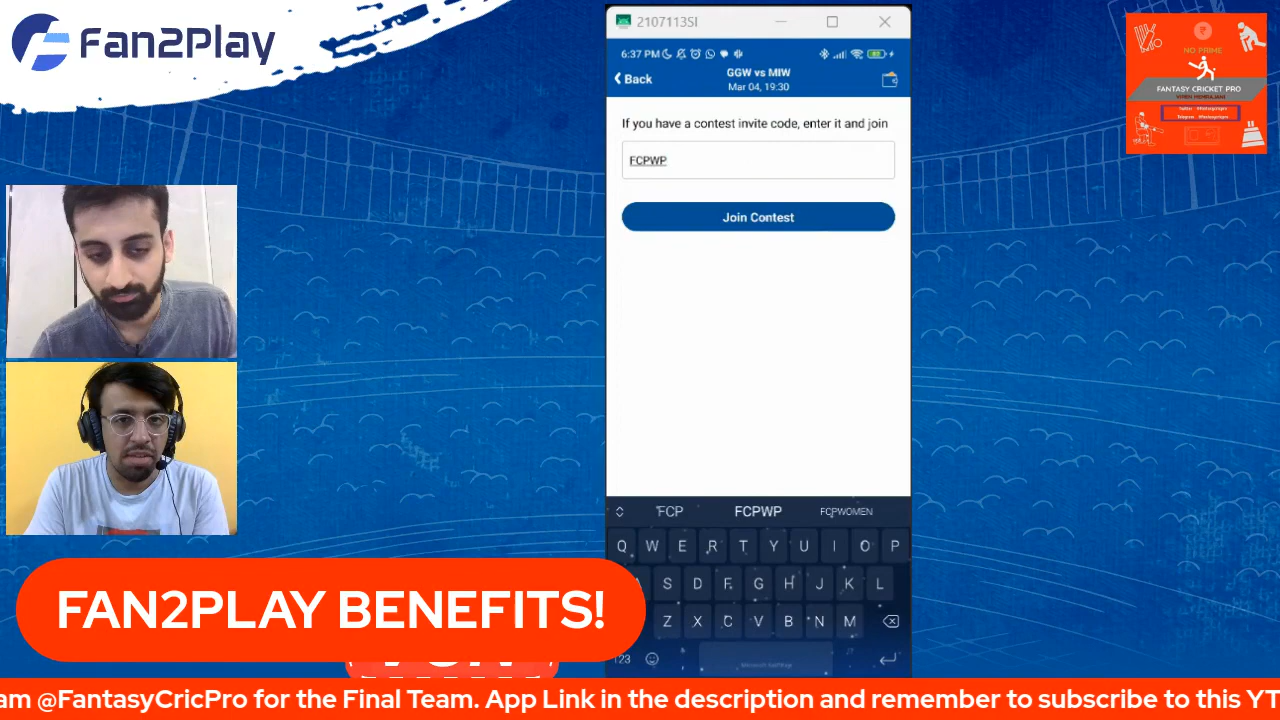 Fan2Play
2107113SI
6:37 PM
Back
GGW vs MIW
Mar 04, 19:30
If you have a contest invite code, enter it and join
FCPWP
Join Contest
NO PRIME
FANTASY CRICKET PRO
FCP FCPWP FCPWOMEN
Q W E R T Y U I O P
S D F G H J K L
Z X C V B N M
123
FAN2PLAY BENEFITS!
am @FantasyCricPro for the Final Team. App Link in the description and remember to subscribe to this YT